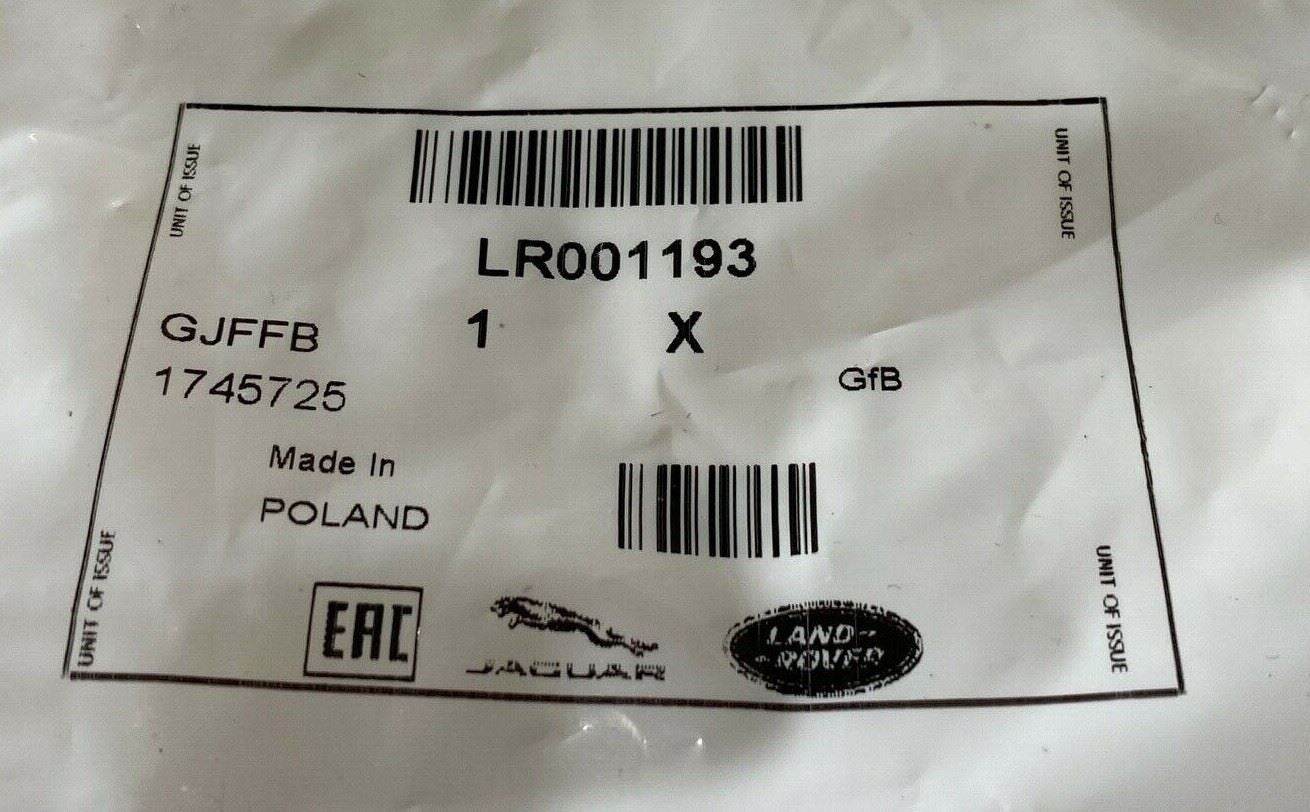 UNIT OF ISSUE
UNIT OF ISSUE
LR001193
GJFFB
1 X
1745725
GfB
Made In
POLAND
UNIT OF ISSUE
UNIT OF ISSUE
EAC
JAGUAR
LAND-
-ROVER